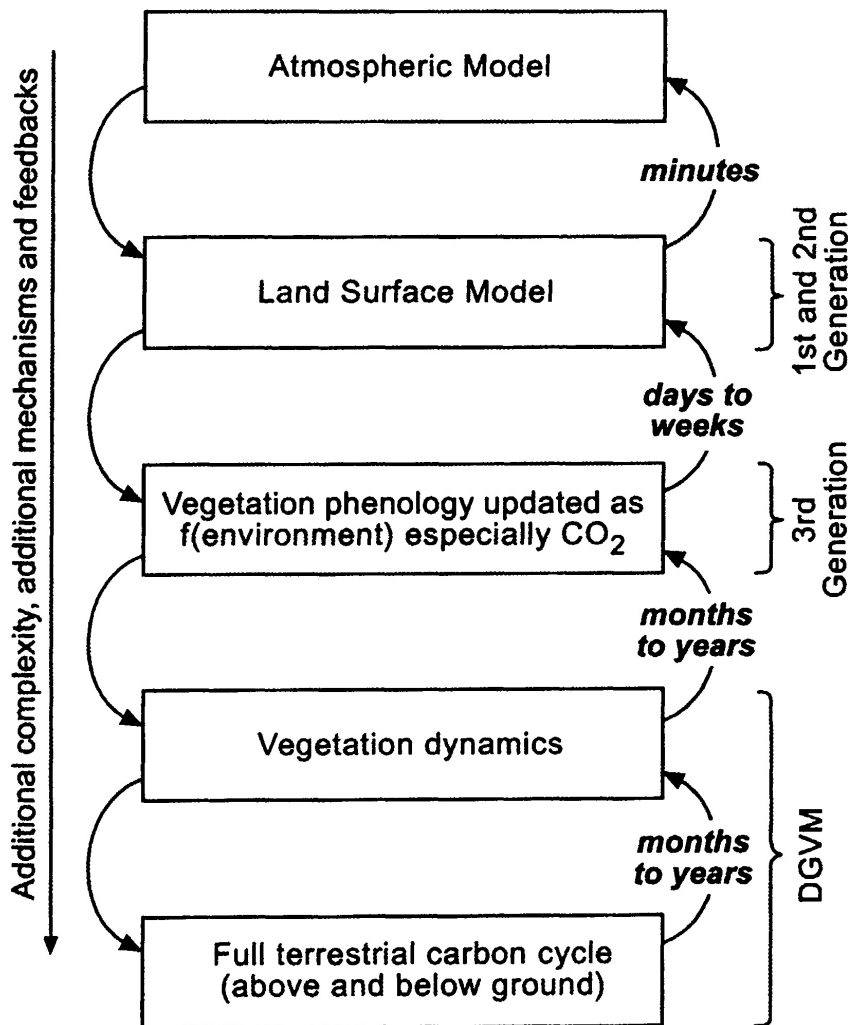 Additional complexity, additional mechanisms and feedbacks
Atmospheric Model
minutes
Land Surface Model
1st and 2nd
Generation
days to
weeks
Vegetation phenology updated as
f(environment) especially CO₂
3rd
Generation
months
to years
Vegetation dynamics
months
to years
DGVM
Full terrestrial carbon cycle
(above and below ground)